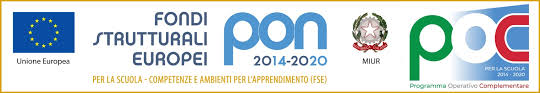 Unione Europea
FONDI
STRUTTURALI
EUROPEI
pon
2014-2020
PER LA SCUOLA - COMPETENZE E AMBIENTI PER L'APPRENDIMENTO (FSE)
MIUR
poc
PER LA SCUOLA
2014 - 2020
Programma Operativo Complementare